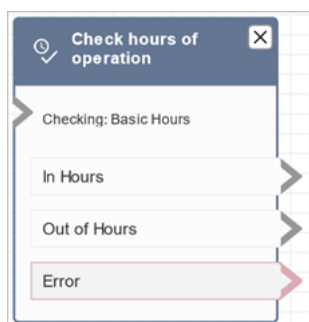 Check hours of
operation
Checking: Basic Hours
In Hours
Out of Hours
Error